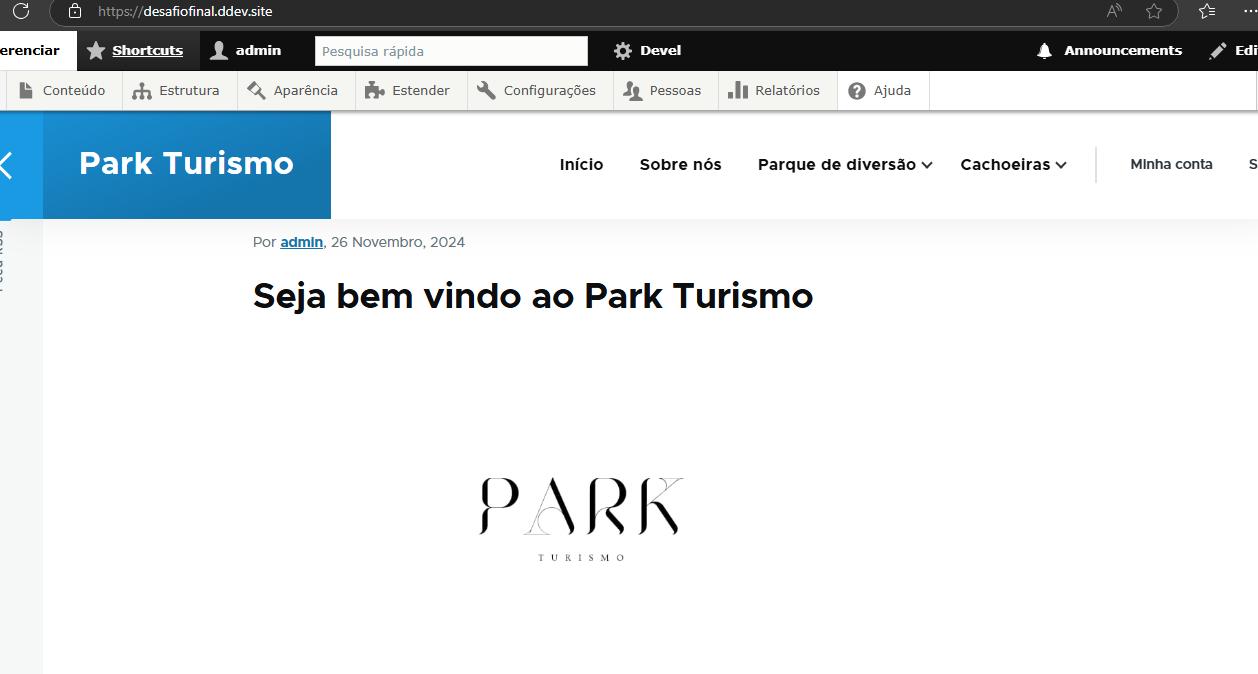 https://desafiofinal.ddev.site
erenciar Shortcuts admin Pesquisa rápida Devel Announcements Edi
Conteúdo Estrutura Aparência Estender Configurações Pessoas Relatórios Ajuda
Park Turismo Início Sobre nós Parque de diversão Cachoeiras Minha conta S
Por admin, 26 Novembro, 2024
Seja bem vindo ao Park Turismo
PARK
TURISMO